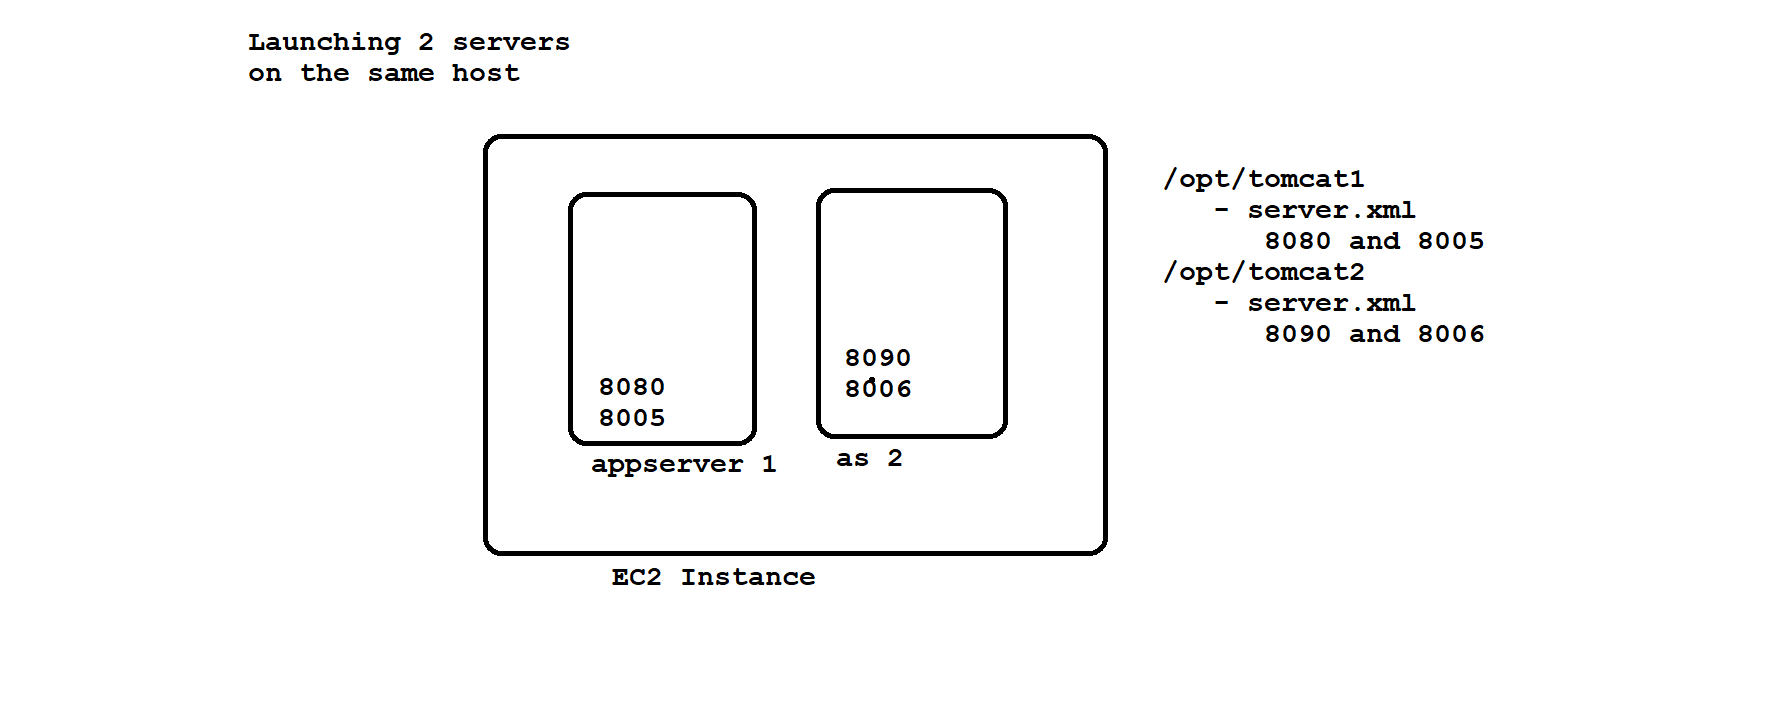 Launching 2 servers
on the same host
/opt/tomcat1
- server.xml
8080 and 8005
/opt/tomcat2
- server.xml
8090 and 8006
8080
8005
appserver 1
8090
8006
as 2
EC2 Instance